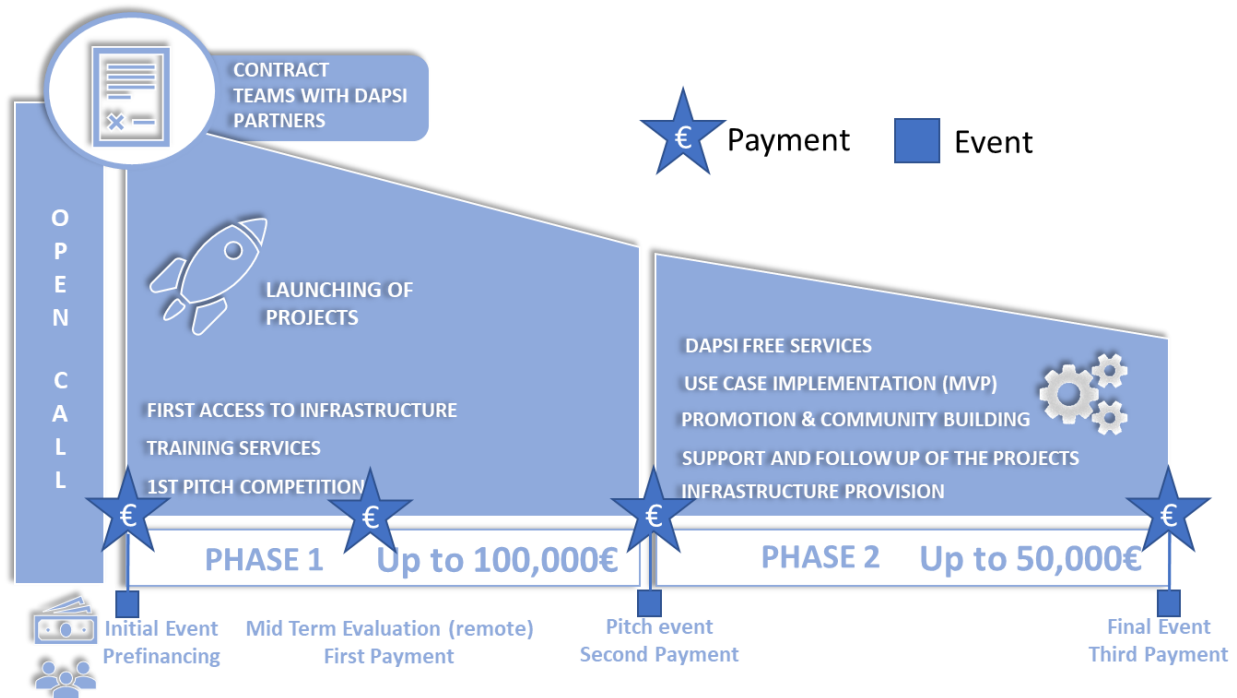 CONTRACT
TEAMS WITH DAPSI
PARTNERS
€ Payment
Event
OPEN CALL
LAUNCHING OF
PROJECTS
FIRST ACCESS TO INFRASTRUCTURE
TRAINING SERVICES
1ST PITCH COMPETITION
DAPSI FREE SERVICES
USE CASE IMPLEMENTATION (MVP)
PROMOTION & COMMUNITY BUILDING
SUPPORT AND FOLLOW UP OF THE PROJECTS
INFRASTRUCTURE PROVISION
€ € € €
PHASE 1 Up to 100,000€
PHASE 2 Up to 50,000€
Initial Event
Prefinancing
Mid Term Evaluation (remote)
First Payment
Pitch event
Second Payment
Final Event
Third Payment